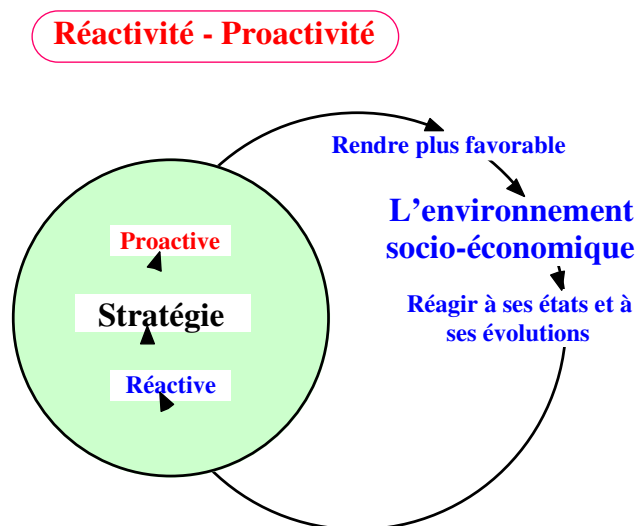 Réactivité - Proactivité
Rendre plus favorable
L'environnement
socio-économique
Proactive
Stratégie
Réactive
Réagir à ses états et à
ses évolutions